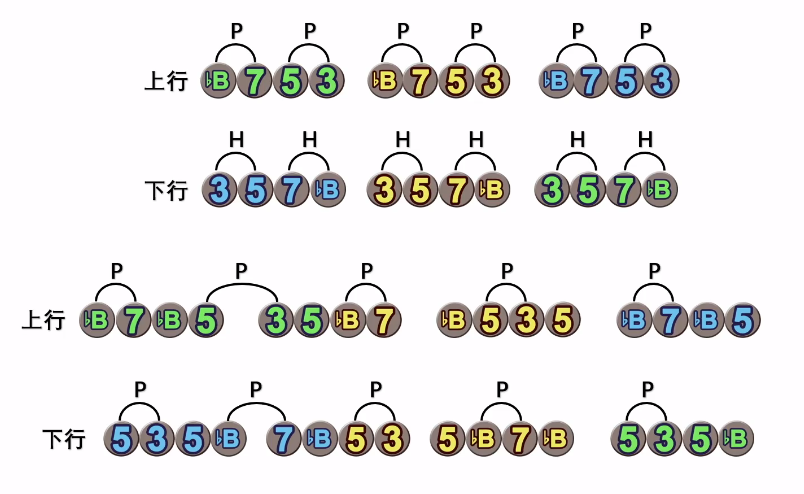 P P P P P P
上行 ♭B 7 5 3 ♭B 7 5 3 ♭B 7 5 3
H H H H H H
下行 3 5 7 ♭B 3 5 7 ♭B 3 5 7 ♭B
P P P P P
上行 ♭B 7 ♭B 5 3 5 ♭B 7 ♭B 5 3 5 ♭B 7 ♭B 5
P P P P P
下行 5 3 5 ♭B 7 ♭B 5 3 5 ♭B 7 ♭B 5 3 5 ♭B